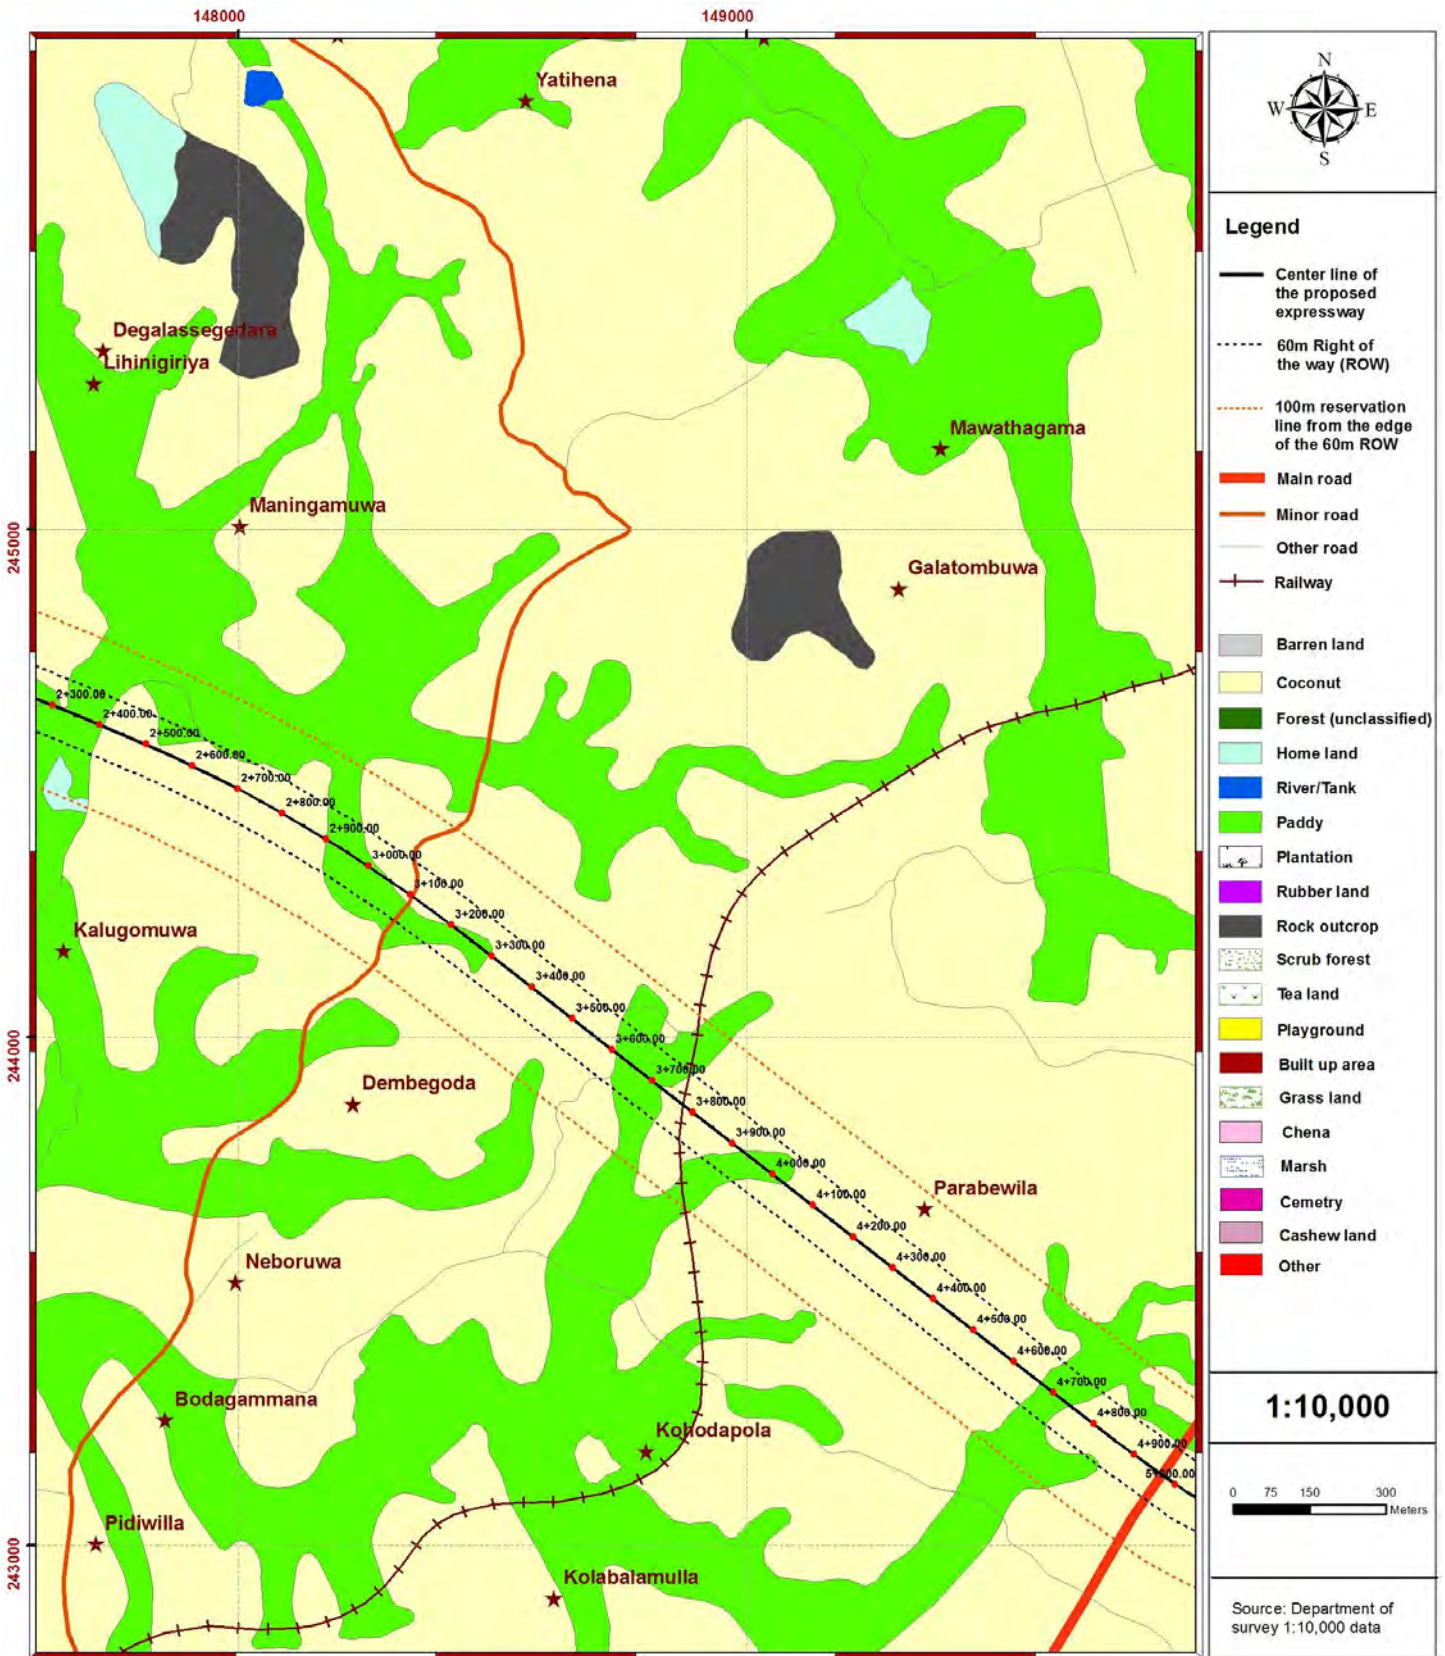 148000
149000
Yatihena
Degalassegedara
Lihinigiriya
Mawathagama
Maningamuwa
245000
Galatombuwa
2+300.00
2+400.00
2+500.00
2+600.00
2+700.00
2+800.00
2+900.00
3+000.00
3+100.00
3+200.00
Kalugomuwa
3+300.00
3+400.00
3+500.00
244000
3+600.00
3+700.00
Dembegoda
3+800.00
3+900.00
4+000.00
Parabewila
4+100.00
4+200.00
4+300.00
Neboruwa
4+400.00
4+500.00
4+600.00
4+700.00
Bodagammana
4+800.00
Kohodapola
4+900.00
5+000.00
Pidiwilla
243000
Kolabalamulla
N
W
E
S
Legend
Center line of
the proposed
expressway
60m Right of
the way (ROW)
100m reservation
line from the edge
of the 60m ROW
Main road
Minor road
Other road
Railway
Barren land
Coconut
Forest (unclassified)
Home land
River/Tank
Paddy
Plantation
Rubber land
Rock outcrop
Scrub forest
Tea land
Playground
Built up area
Grass land
Chena
Marsh
Cemetry
Cashew land
Other
1:10,000
0 75 150 300
Meters
Source: Department of
survey 1:10,000 data